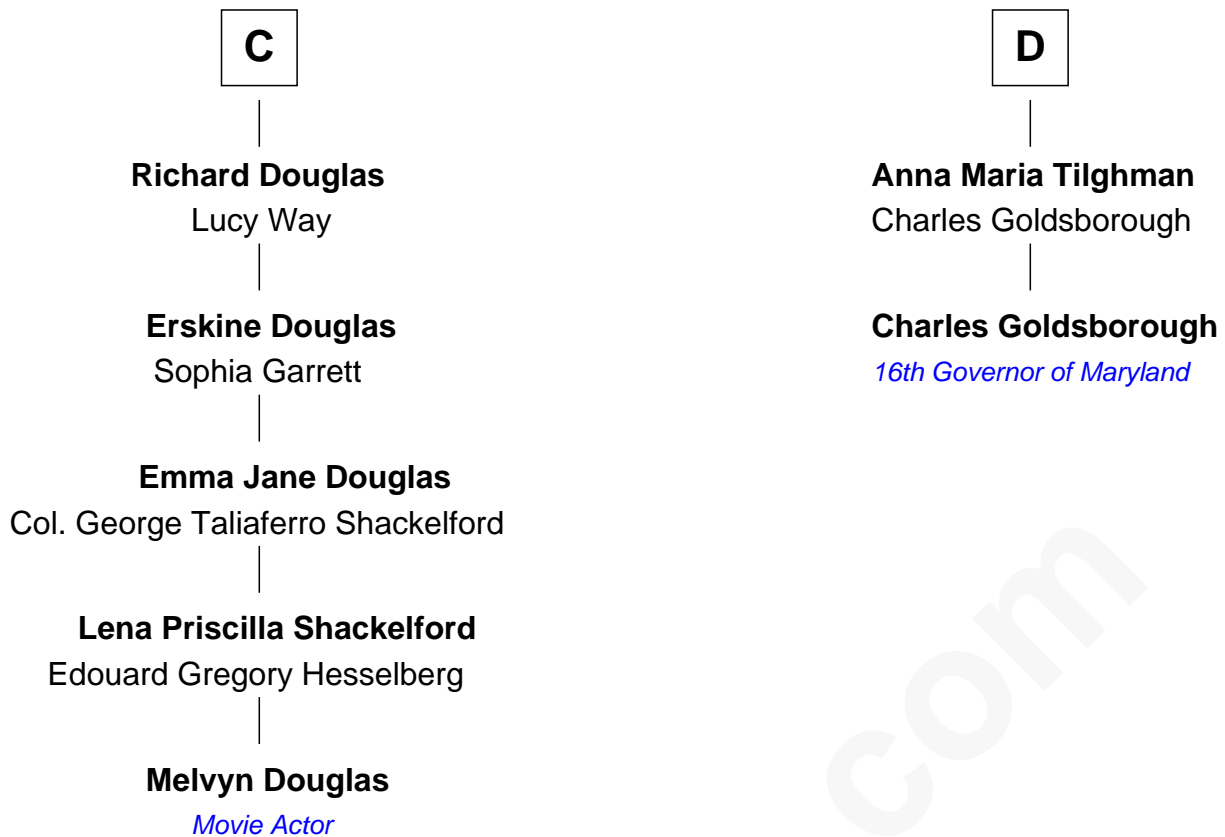 C
Richard Douglas
Lucy Way
Erskine Douglas
Sophia Garrett
Emma Jane Douglas
Col. George Taliaferro Shackelford
Lena Priscilla Shackelford
Edouard Gregory Hesselberg
Melvyn Douglas
Movie Actor
D
Anna Maria Tilghman
Charles Goldsborough
Charles Goldsborough
16th Governor of Maryland
com